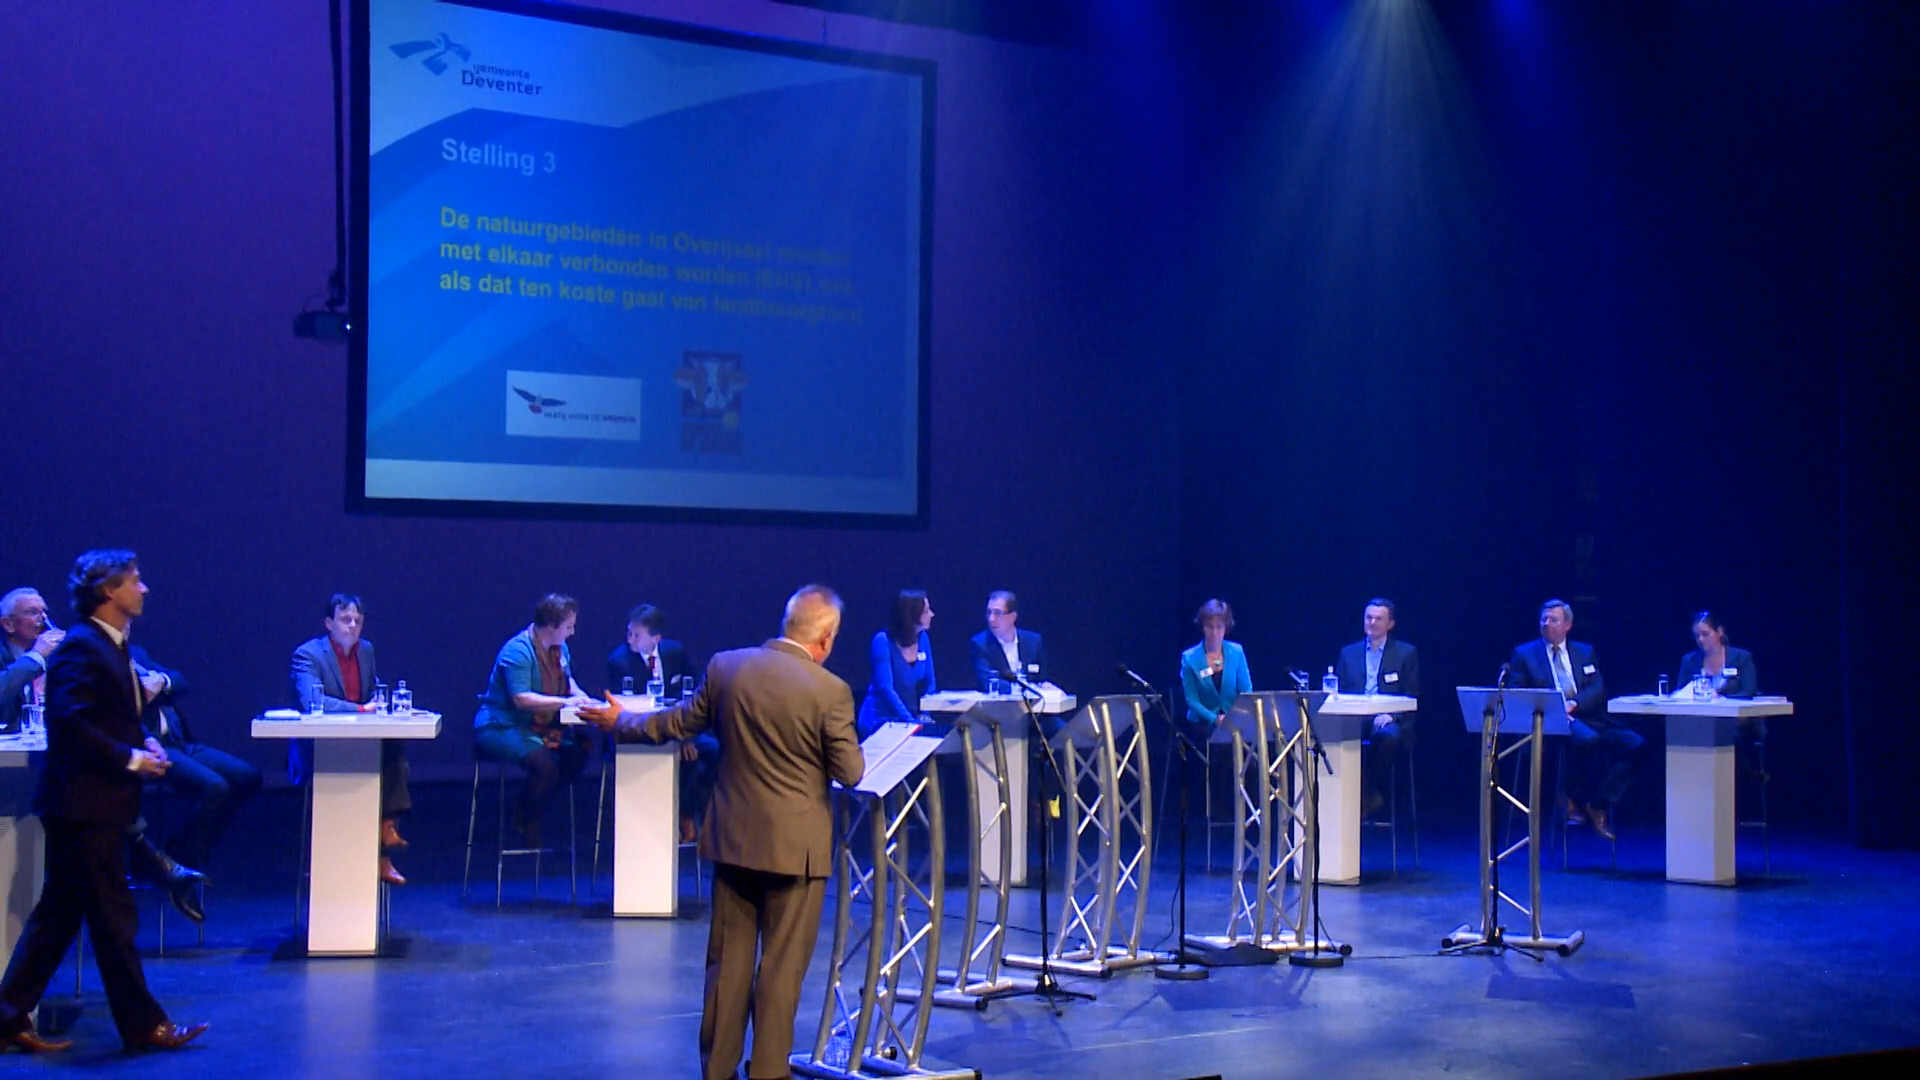 gemeente
Deventer
Stelling 3
De natuurgebieden in Overijssel moeten
met elkaar verbonden worden (EHS), ook
als dat ten koste gaat van landbouwgrond